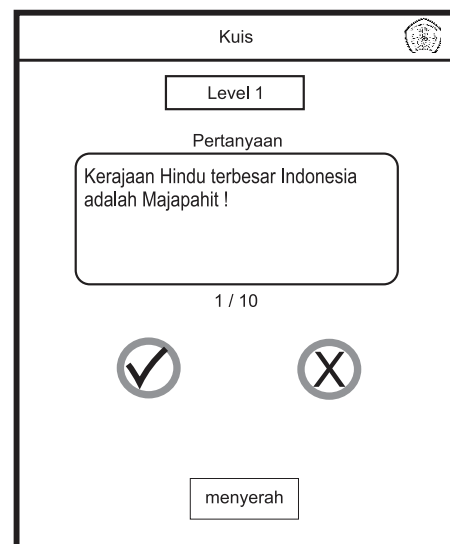 Kuis
Level 1
Pertanyaan
Kerajaan Hindu terbesar Indonesia
adalah Majapahit !
1 / 10
X
menyerah